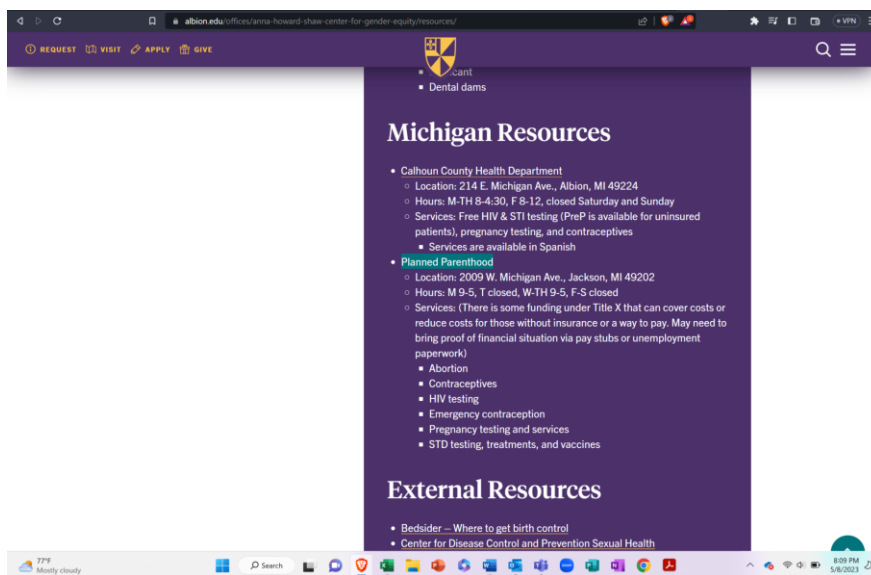 albion.edu/offices/anna-howard-shaw-center-for-gender-equity/resources/
VPN
REQUEST VISIT APPLY GIVE
Dental dams
Michigan Resources
Calhoun County Health Department
Location: 214 E. Michigan Ave., Albion, MI 49224
Hours: M-TH 8-4:30, F 8-12, closed Saturday and Sunday
Services: Free HIV & STI testing (PreP is available for uninsured
patients), pregnancy testing, and contraceptives
Services are available in Spanish
Planned Parenthood
Location: 2009 W. Michigan Ave., Jackson, MI 49202
Hours: M 9-5, T closed, W-TH 9-5, F-S closed
Services: (There is some funding under Title X that can cover costs or
reduce costs for those without insurance or a way to pay. May need to
bring proof of financial situation via pay stubs or unemployment
paperwork)
Abortion
Contraceptives
HIV testing
Emergency contraception
Pregnancy testing and services
STD testing, treatments, and vaccines
External Resources
Bedsider – Where to get birth control
Center for Disease Control and Prevention Sexual Health
77°F
Mostly cloudy
Search
8:09 PM
5/8/2023